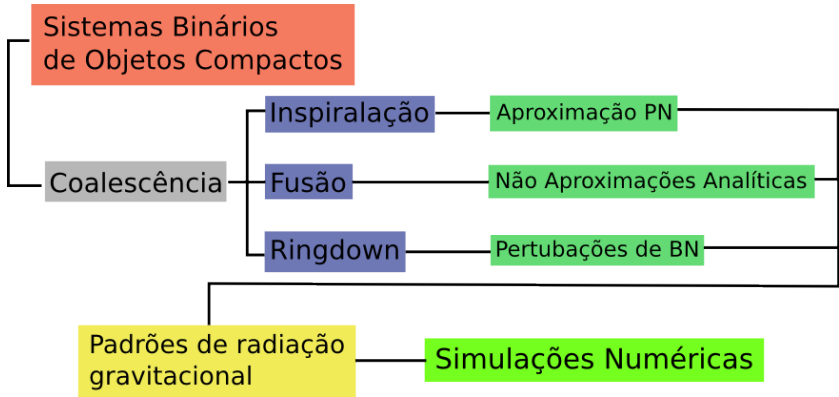 Sistemas Binários
de Objetos Compactos
Inspiralação
Aproximação PN
Coalescência
Fusão
Não Aproximações Analíticas
Ringdown
Pertubações de BN
Padrões de radiação
gravitacional
Simulações Numéricas